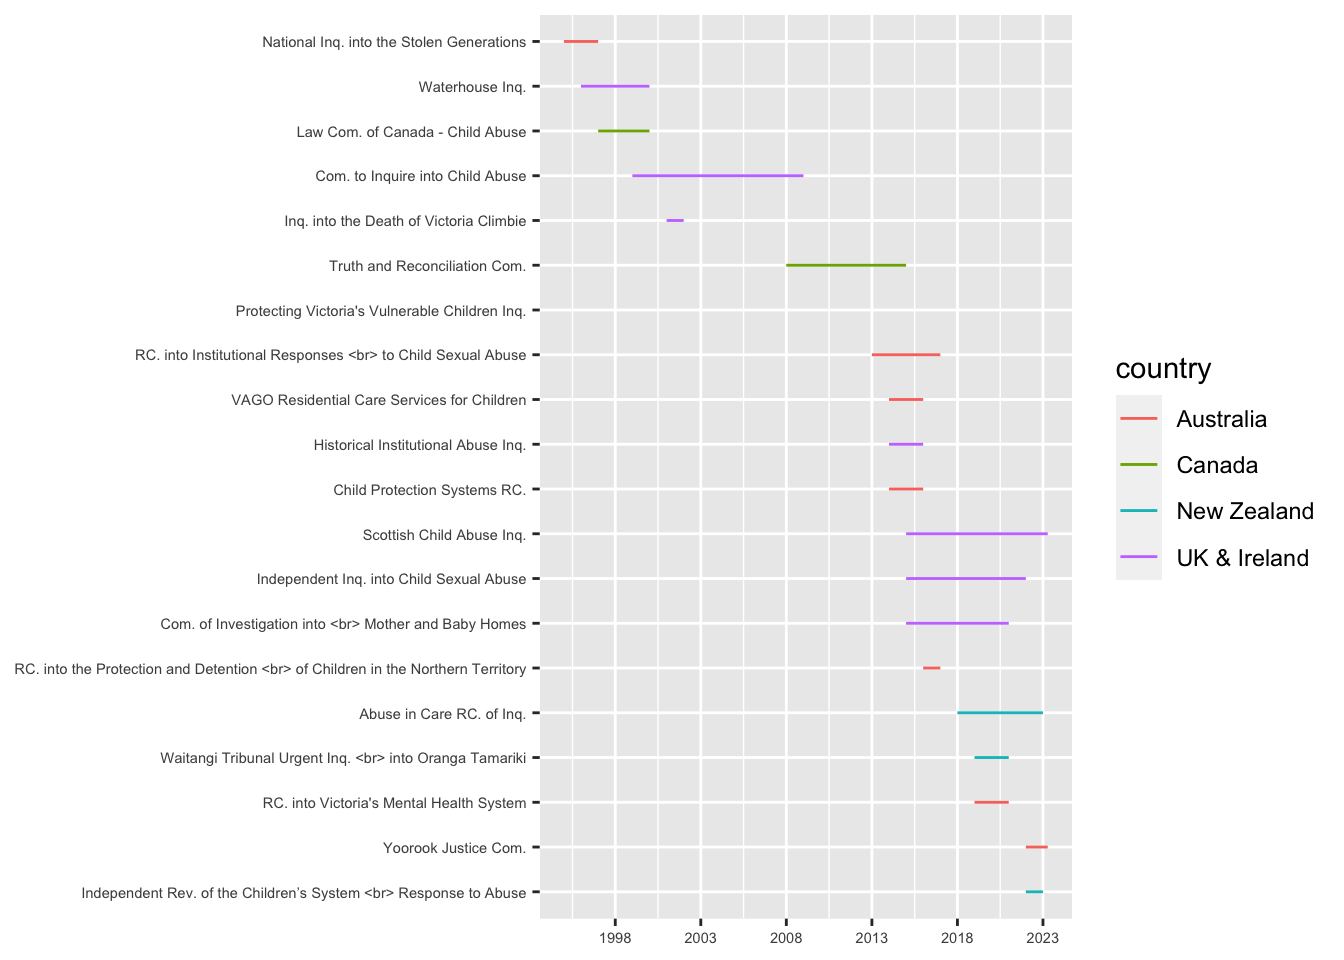 National Inq. into the Stolen Generations
Waterhouse Inq.
Law Com. of Canada - Child Abuse
Com. to Inquire into Child Abuse
Inq. into the Death of Victoria Climbie
Truth and Reconciliation Com.
Protecting Victoria's Vulnerable Children Inq.
RC. into Institutional Responses <br> to Child Sexual Abuse
VAGO Residential Care Services for Children
Historical Institutional Abuse Inq.
Child Protection Systems RC.
Scottish Child Abuse Inq.
Independent Inq. into Child Sexual Abuse
Com. of Investigation into <br> Mother and Baby Homes
RC. into the Protection and Detention <br> of Children in the Northern Territory
Abuse in Care RC. of Inq.
Waitangi Tribunal Urgent Inq. <br> into Oranga Tamariki
RC. into Victoria's Mental Health System
Yoorook Justice Com.
Independent Rev. of the Children’s System <br> Response to Abuse
1998 2003 2008 2013 2018 2023
country
Australia
Canada
New Zealand
UK & Ireland